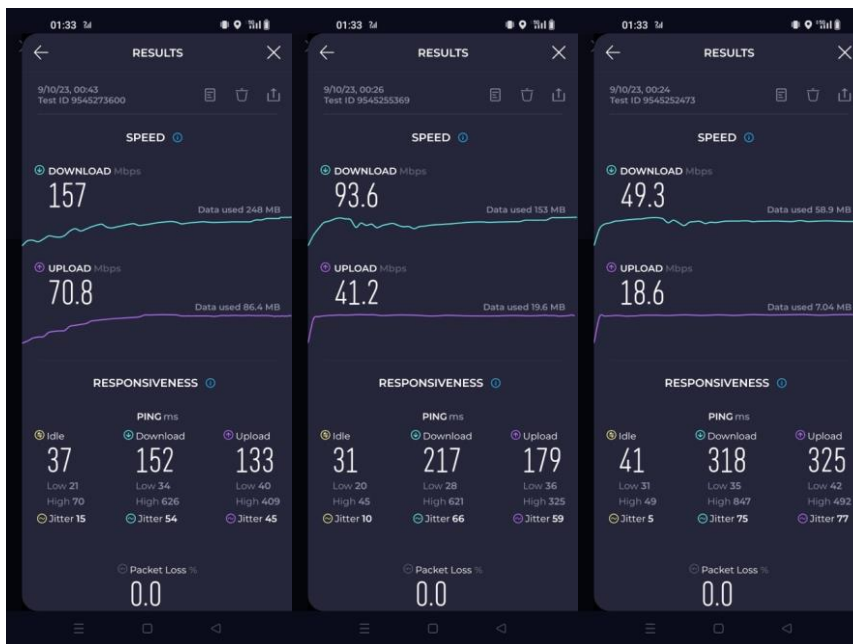 01:33
RESULTS
9/10/23, 00:43
Test ID 9545273600
SPEED
DOWNLOAD Mbps
157
Data used 248 MB
UPLOAD Mbps
70.8
Data used 86.4 MB
RESPONSIVENESS
PING ms
Idle Download Upload
37 152 133
Low 21 Low 34 Low 40
High 70 High 626 High 409
Jitter 15 Jitter 54 Jitter 45
Packet Loss %
0.0
01:33
RESULTS
9/10/23, 00:26
Test ID 9545255369
SPEED
DOWNLOAD Mbps
93.6
Data used 153 MB
UPLOAD Mbps
41.2
Data used 19.6 MB
RESPONSIVENESS
PING ms
Idle Download Upload
31 217 179
Low 20 Low 28 Low 36
High 45 High 621 High 325
Jitter 10 Jitter 66 Jitter 59
Packet Loss %
0.0
01:33
RESULTS
9/10/23, 00:24
Test ID 9545252473
SPEED
DOWNLOAD Mbps
49.3
Data used 58.9 MB
UPLOAD Mbps
18.6
Data used 7.04 MB
RESPONSIVENESS
PING ms
Idle Download Upload
41 318 325
Low 31 Low 35 Low 42
High 49 High 847 High 492
Jitter 5 Jitter 75 Jitter 77
Packet Loss %
0.0